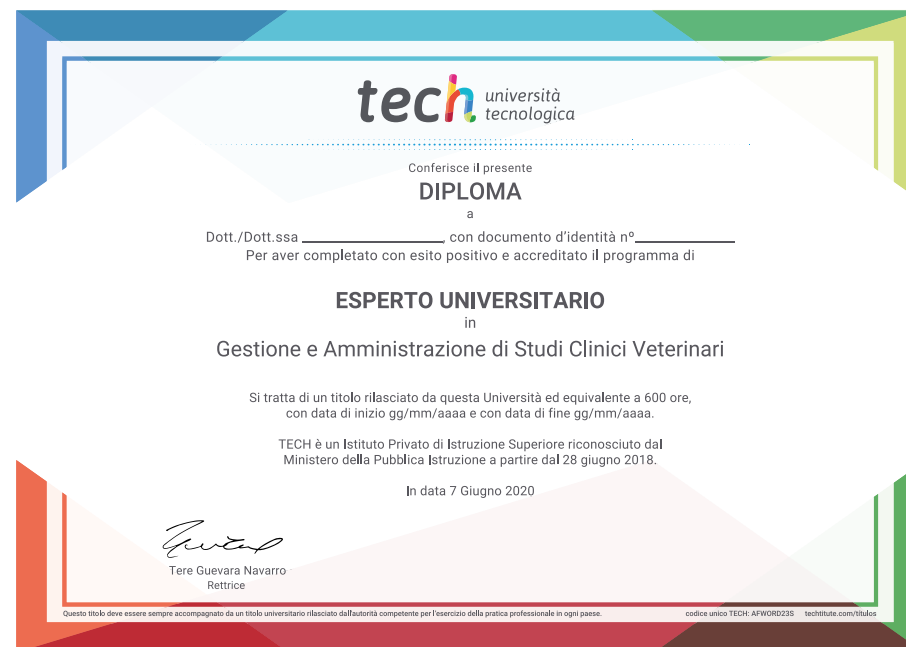 tech università
tecnologica
Conferisce il presente
DIPLOMA
a
Dott./Dott.ssa ____________________, con documento d'identità nº______________
Per aver completato con esito positivo e accreditato il programma di
ESPERTO UNIVERSITARIO
in
Gestione e Amministrazione di Studi Clinici Veterinari
Si tratta di un titolo rilasciato da questa Università ed equivalente a 600 ore,
con data di inizio gg/mm/aaaa e con data di fine gg/mm/aaaa.
TECH è un Istituto Privato di Istruzione Superiore riconosciuto dal
Ministero della Pubblica Istruzione a partire dal 28 giugno 2018.
In data 7 Giugno 2020
Tere Guevara Navarro
Rettrice
Questo titolo deve essere sempre accompagnato da un titolo universitario rilasciato dall'autorità competente per l'esercizio della pratica professionale in ogni paese.
codice unico TECH: AFWORD23S techtitute.com/titulos